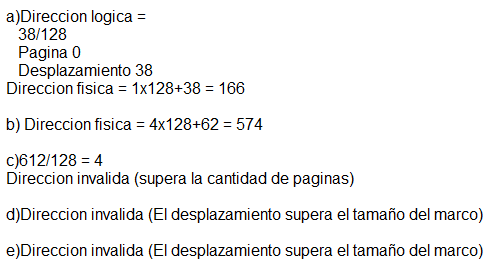 a)Direccion logica =
38/128
Pagina 0
Desplazamiento 38
Direccion fisica = 1x128+38 = 166
b) Direccion fisica = 4x128+62 = 574
c)612/128 = 4
Direccion invalida (supera la cantidad de paginas)
d)Direccion invalida (El desplazamiento supera el tamaño del marco)
e)Direccion invalida (El desplazamiento supera el tamaño del marco)